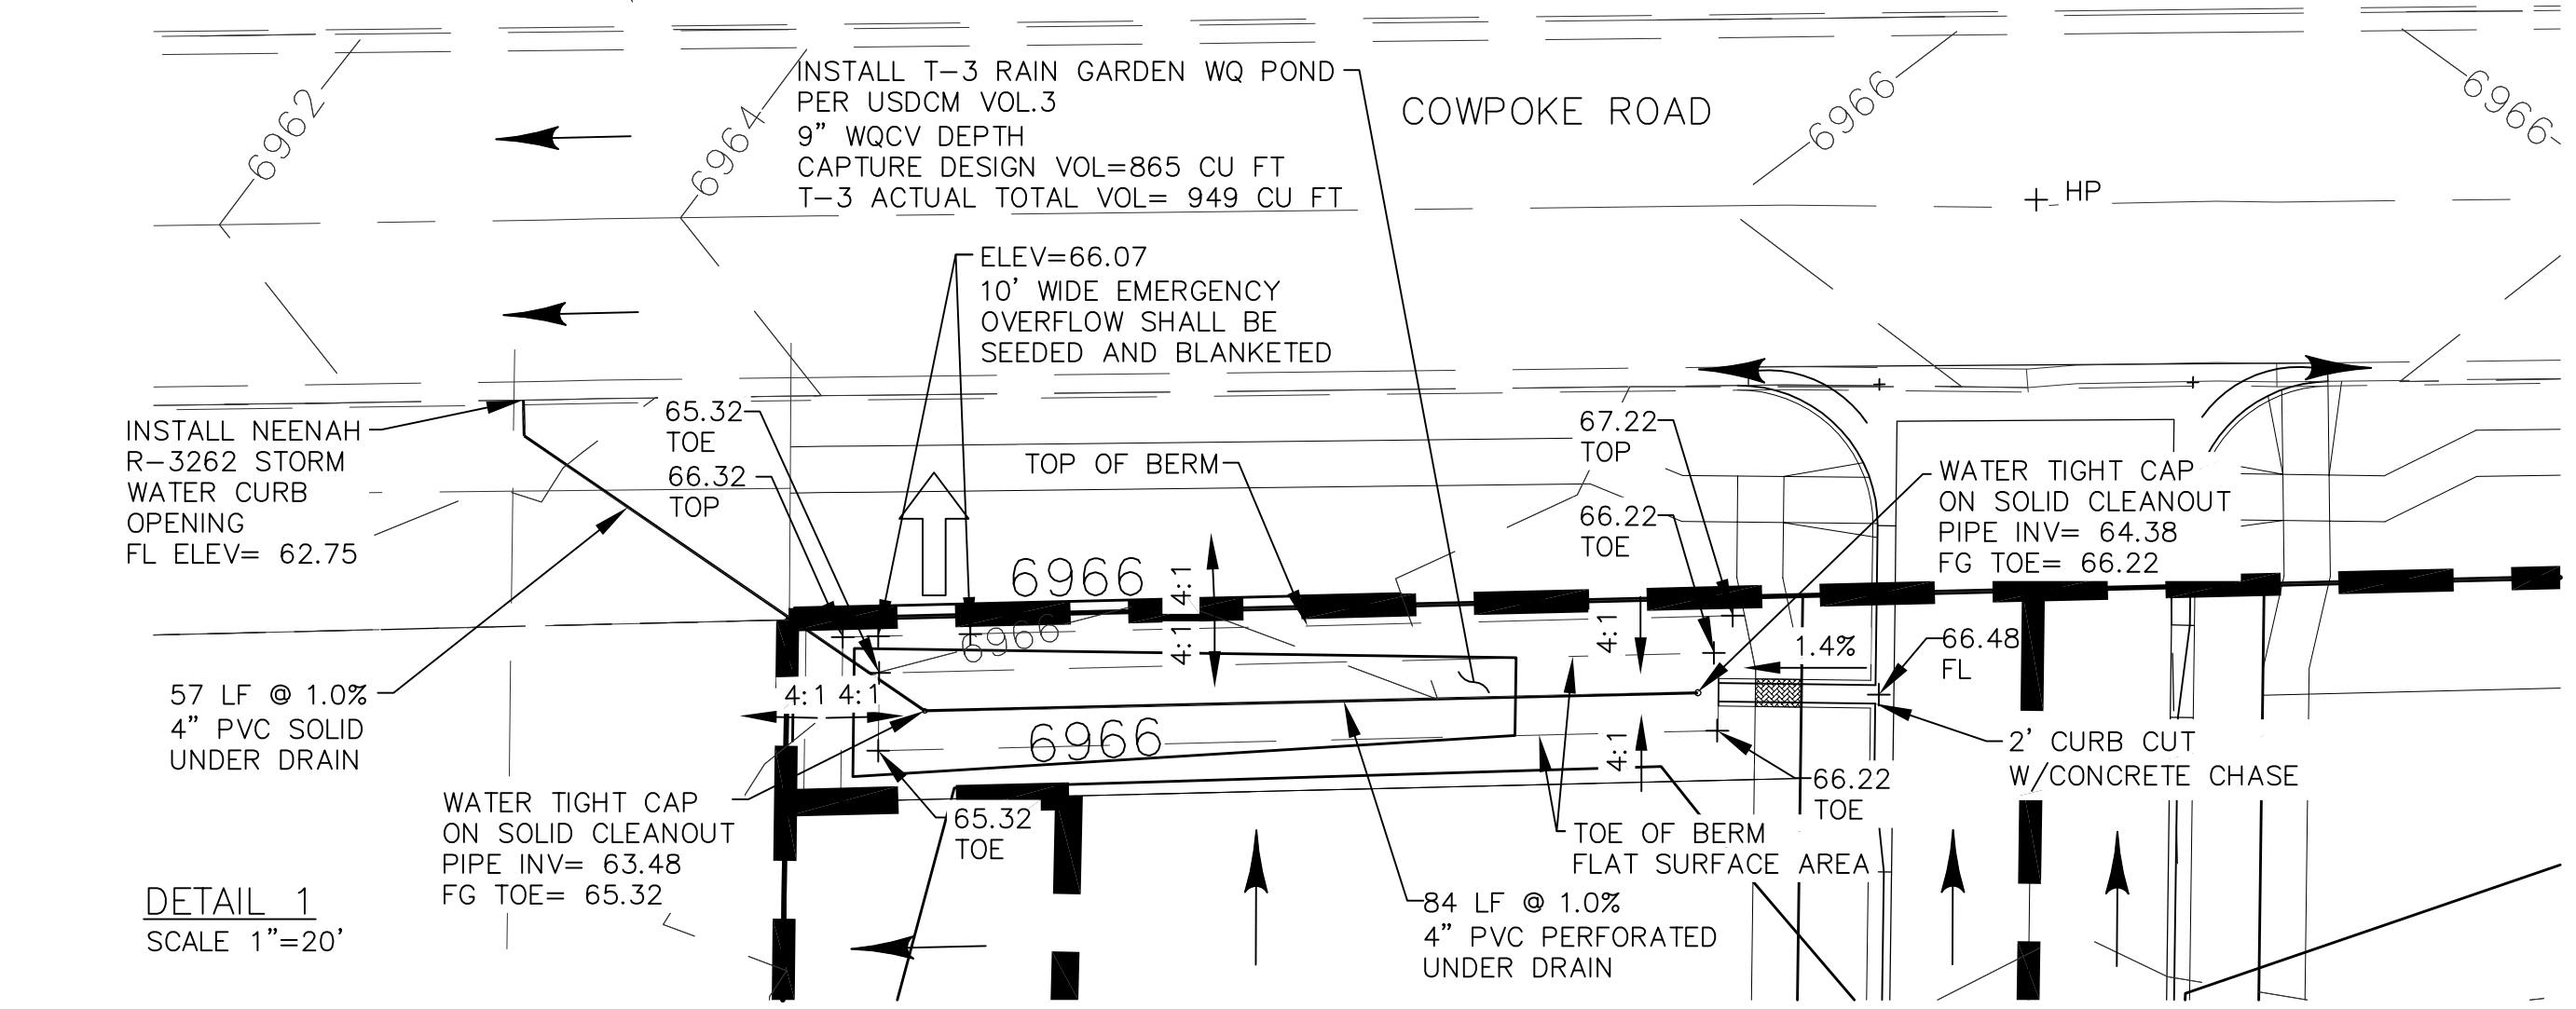 6962
6964
INSTALL T-3 RAIN GARDEN WQ POND
PER USDCM VOL.3
9" WQCV DEPTH
CAPTURE DESIGN VOL=865 CU FT
T-3 ACTUAL TOTAL VOL= 949 CU FT
COWPOKE ROAD
6966
6966
HP
ELEV=66.07
10' WIDE EMERGENCY
OVERFLOW SHALL BE
SEEDED AND BLANKETED
INSTALL NEENAH
R-3262 STORM
WATER CURB
OPENING
FL ELEV= 62.75
65.32
TOE
66.32
TOP
TOP OF BERM
67.22
TOP
66.22
TOE
WATER TIGHT CAP
ON SOLID CLEANOUT
PIPE INV= 64.38
FG TOE= 66.22
6966
4:1
6966
4:1
4:1
1.4%
66.48
FL
57 LF @ 1.0%
4" PVC SOLID
UNDER DRAIN
4:1 4:1
6966
4:1
2' CURB CUT
W/CONCRETE CHASE
66.22
TOE
WATER TIGHT CAP
ON SOLID CLEANOUT
PIPE INV= 63.48
FG TOE= 65.32
65.32
TOE
TOE OF BERM
FLAT SURFACE AREA
84 LF @ 1.0%
4" PVC PERFORATED
UNDER DRAIN
DETAIL 1
SCALE 1"=20'